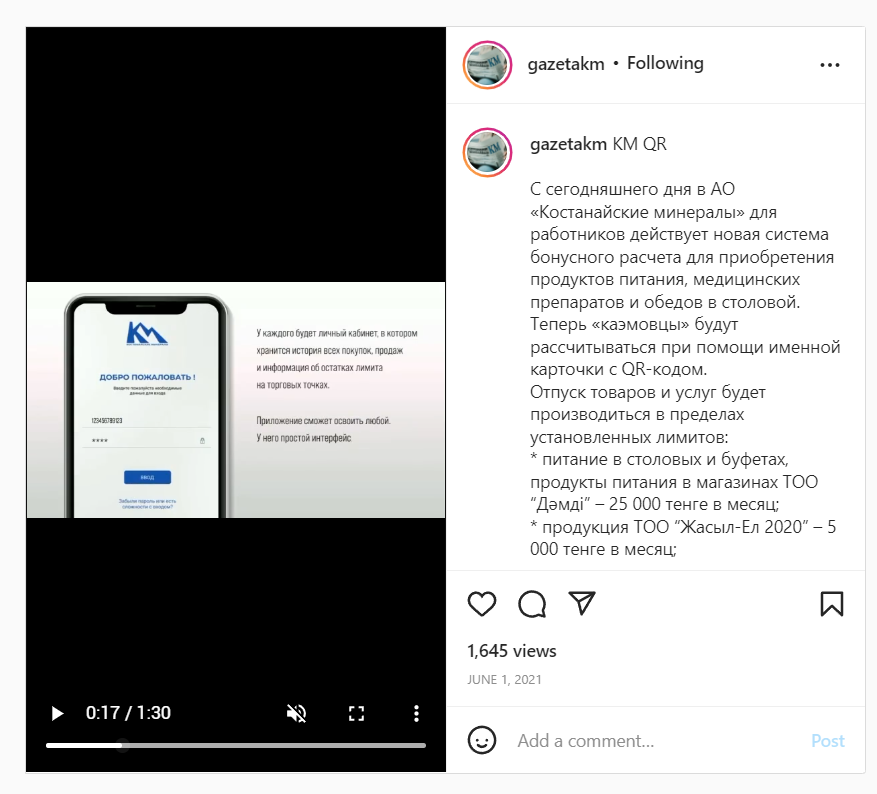 gazetakm • Following
gazetakm KM QR
С сегодняшнего дня в АО
«Костанайские минералы» для
работников действует новая система
бонусного расчета для приобретения
продуктов питания, медицинских
препаратов и обедов в столовой.
Теперь «каэмовцы» будут
рассчитываться при помощи именной
карточки с QR-кодом.
Отпуск товаров и услуг будет
производиться в пределах
установленных лимитов:
* питание в столовых и буфетах,
продукты питания в магазинах ТОО
“Дәмді” – 25 000 тенге в месяц;
* продукция ТОО “Жасыл-Ел 2020” – 5
000 тенге в месяц;
КМ
ДОБРО ПОЖАЛОВАТЬ !
Введите пожалуйста необходимые
данные для входа
123456789123
****
ВХОД
Забыли пароль или есть
сложности с входом?
У каждого будет личный кабинет, в котором
хранится история всех покупок, продаж
и информация об остатках лимита
на торговых точках.
Приложение сможет освоить любой.
У него простой интерфейс
0:17 / 1:30
1,645 views
JUNE 1, 2021
Add a comment...
Post